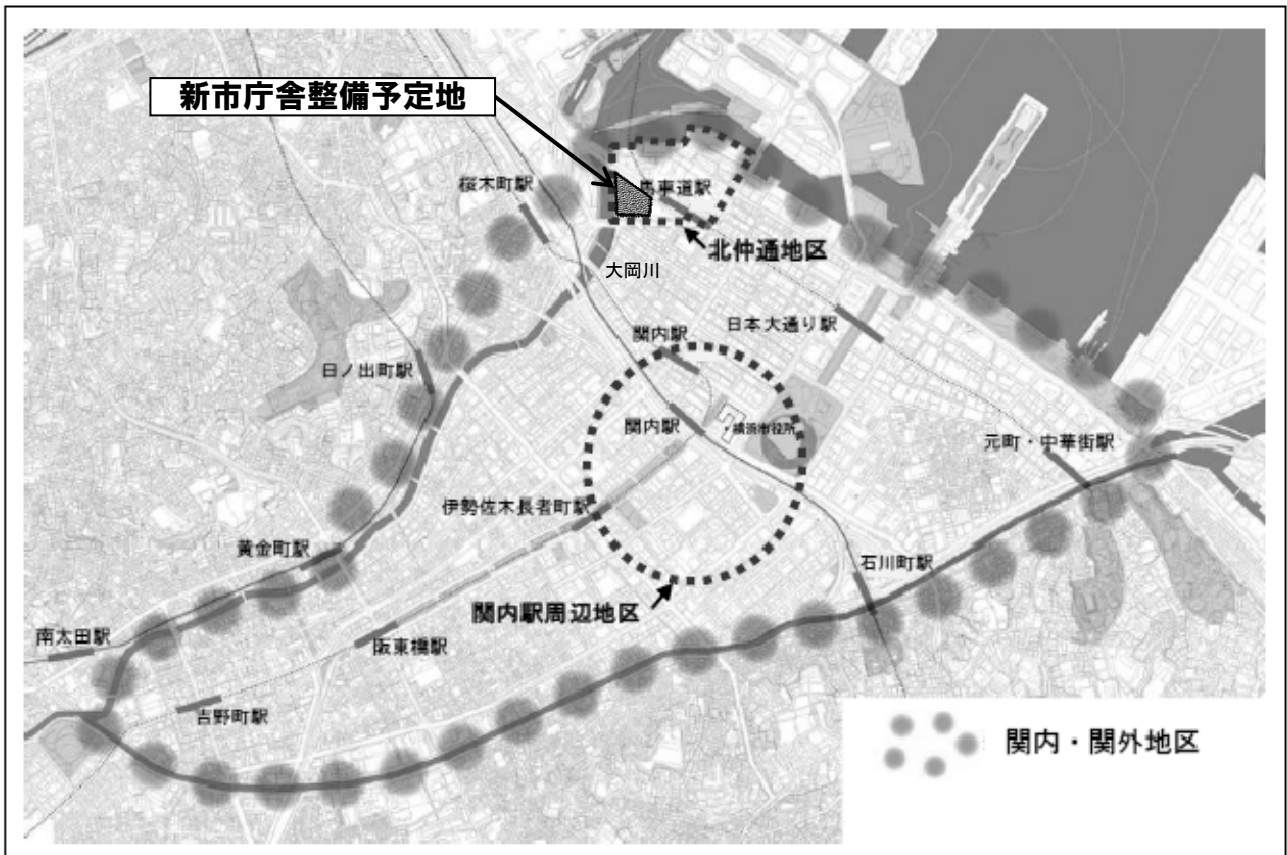 新市庁舎整備予定地
桜木町駅
馬車道駅
北仲通地区
大岡川
日本大通り駅
関内駅
日ノ出町駅
関内駅
・横浜市役所
元町・中華街駅
伊勢佐木長者町駅
黄金町駅
石川町駅
関内駅周辺地区
南太田駅
阪東橋駅
吉野町駅
関内・関外地区